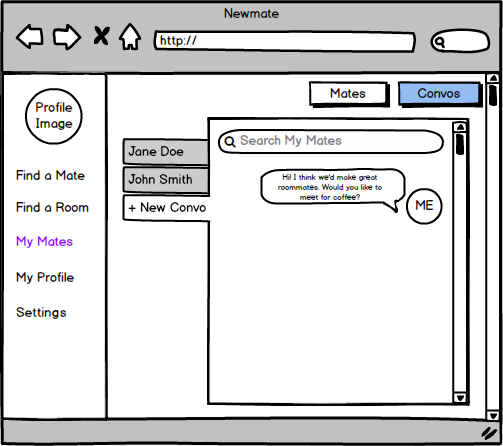 Newmate
http://
Mates
Convos
Profile
Image
Find a Mate
Find a Room
My Mates
My Profile
Settings
Jane Doe
John Smith
+ New Convo
Search My Mates
Hi! I think we'd make great
roommates. Would you like to
meet for coffee?
ME